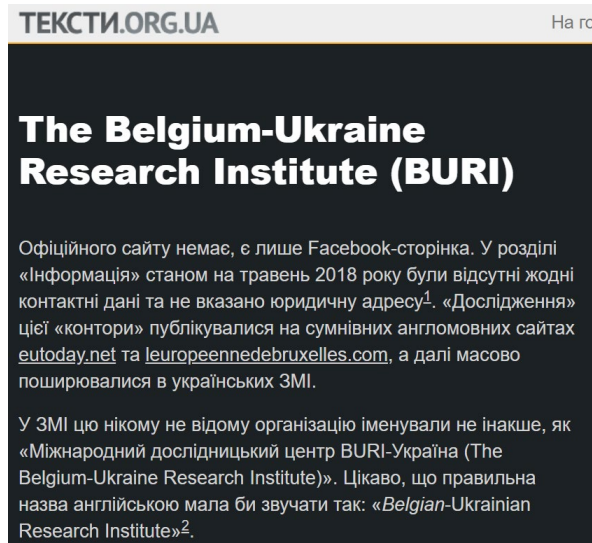 ТЕКСТИ.ORG.UA
На го
The Belgium-Ukraine
Research Institute (BURI)
Офіційного сайту немає, є лише Facebook-сторінка. У розділі
«Інформація» станом на травень 2018 року були відсутні жодні
контактні дані та не вказано юридичну адресу1. «Дослідження»
цієї «контори» публікувалися на сумнівних англомовних сайтах
eutoday.net та leuropeennedebruxelles.com, а далі масово
поширювалися в українських ЗМІ.
У ЗМІ цю нікому не відому організацію іменували не інакше, як
«Міжнародний дослідницький центр BURI-Україна (The
Belgium-Ukraine Research Institute)». Цікаво, що правильна
назва англійською мала би звучати так: «Belgian-Ukrainian
Research Institute»2.